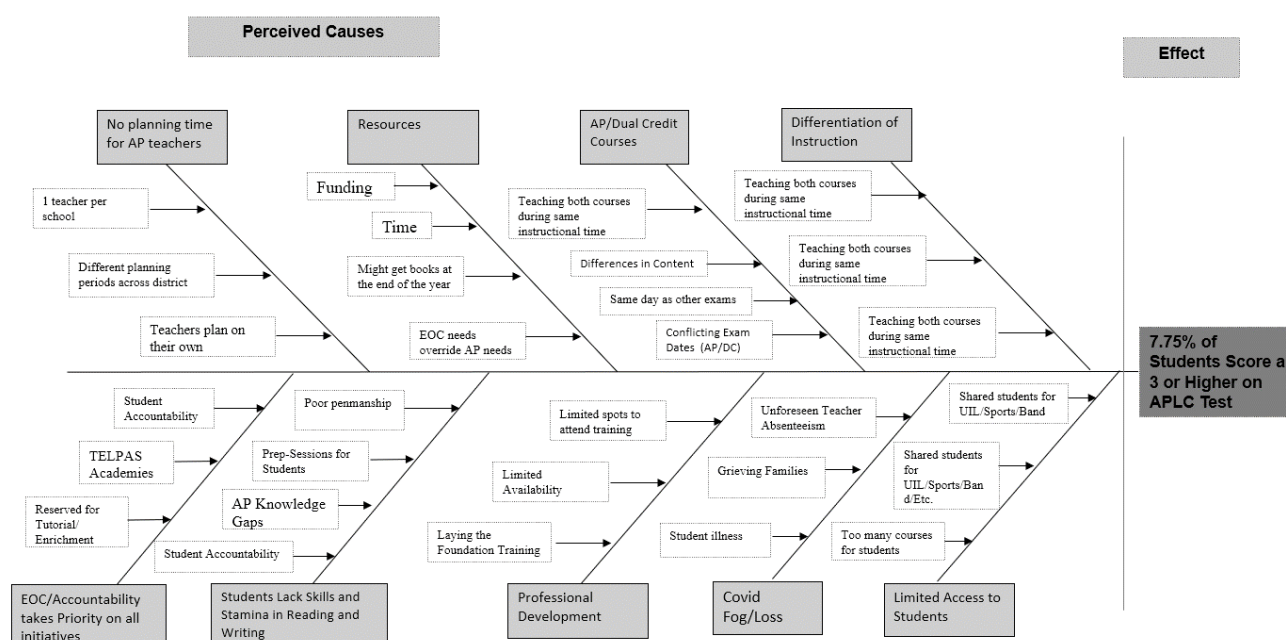 Perceived Causes
Effect
No planning time
for AP teachers
Resources
AP/Dual Credit
Courses
Differentiation of
Instruction
1 teacher per
school
Different planning
periods across district
Teachers plan on
their own
Funding
Time
Might get books at
the end of the year
EOC needs
override AP needs
Teaching both courses
during same
instructional time
Differences in Content
Same day as other exams
Conflicting Exam
Dates (AP/DC)
Teaching both courses
during same
instructional time
Teaching both courses
during same
instructional time
Teaching both courses
during same
instructional time
7.75% of
Students Score a
3 or Higher on
APLC Test
Student
Accountability
TELPAS
Academies
Reserved for
Tutorial/
Enrichment
Poor penmanship
Prep-Sessions for
Students
AP Knowledge
Gaps
Student Accountability
Limited spots to
attend training
Limited
Availability
Laying the
Foundation Training
Unforeseen Teacher
Absenteeism
Grieving Families
Student illness
Shared students for
UIL/Sports/Band
Shared students
for
UIL/Sports/Ban
d/Etc.
Too many courses
for students
EOC/Accountability
takes Priority on all
initiatives
Students Lack Skills and
Stamina in Reading and
Writing
Professional
Development
Covid
Fog/Loss
Limited Access to
Students